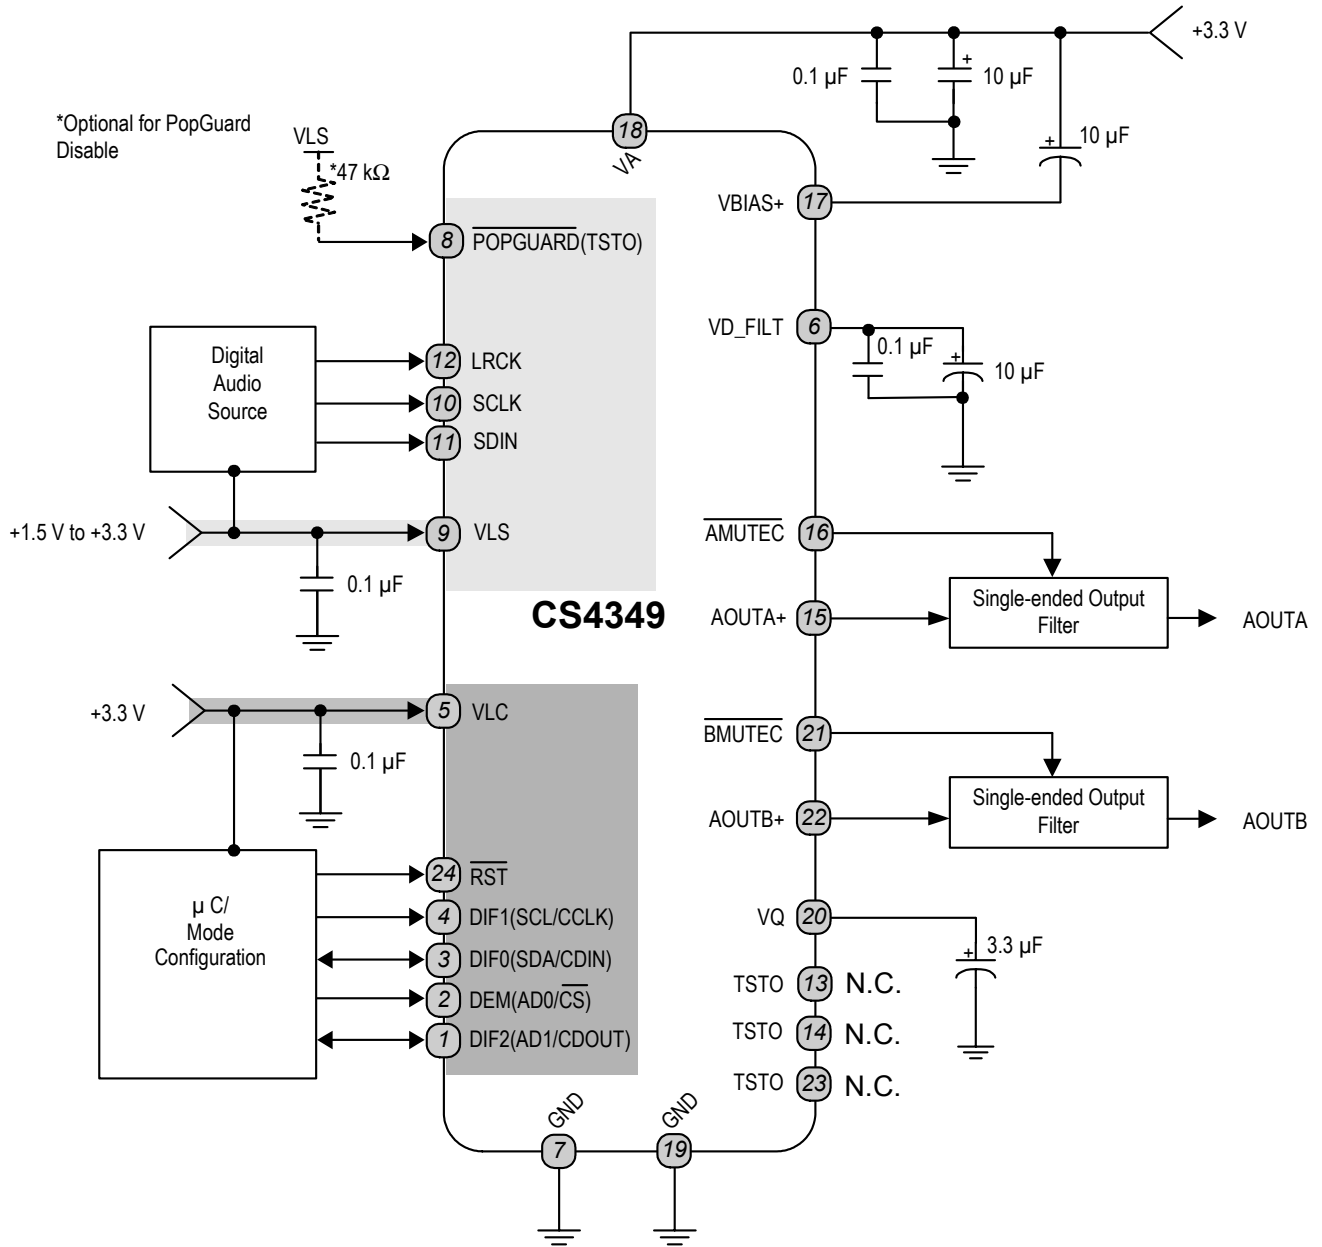 +3.3 V
0.1 µF
+
10 µF
*Optional for PopGuard
Disable
VLS
*47 kΩ
18
VA
+
10 µF
VBIAS+
17
8
POPGUARD(TSTO)
VD_FILT
6
0.1 µF
+
10 µF
Digital
Audio
Source
12
LRCK
10
SCLK
11
SDIN
+1.5 V to +3.3 V
9
VLS
0.1 µF
CS4349
AMUTEC
16
AOUTA+
15
Single-ended Output
Filter
AOUTA
+3.3 V
5
VLC
0.1 µF
BMUTEC
21
AOUTB+
22
Single-ended Output
Filter
AOUTB
µ C/
Mode
Configuration
24
RST
4
DIF1(SCL/CCLK)
3
DIF0(SDA/CDIN)
2
DEM(AD0/CS)
1
DIF2(AD1/CDOUT)
VQ
20
+
3.3 µF
TSTO
13
N.C.
TSTO
14
N.C.
TSTO
23
N.C.
GND
7
GND
19